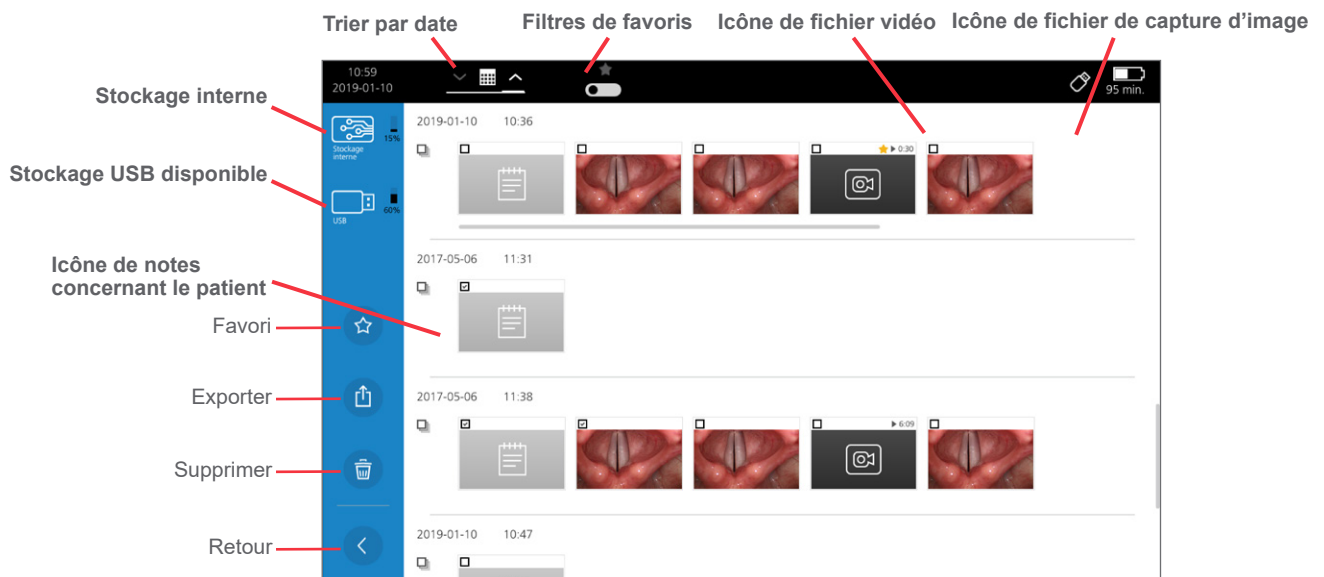 Trier par date
Filtres de favoris
Icône de fichier vidéo
Icône de fichier de capture d’image
10:59
2019-01-10
95 min.
Stockage interne
Stockage
interne
15%
Stockage USB disponible
USB
60%
Icône de notes
concernant le patient
Favori
Exporter
Supprimer
Retour
2019-01-10 10:36
0:30
2017-05-06 11:31
2017-05-06 11:38
6:09
2019-01-10 10:47